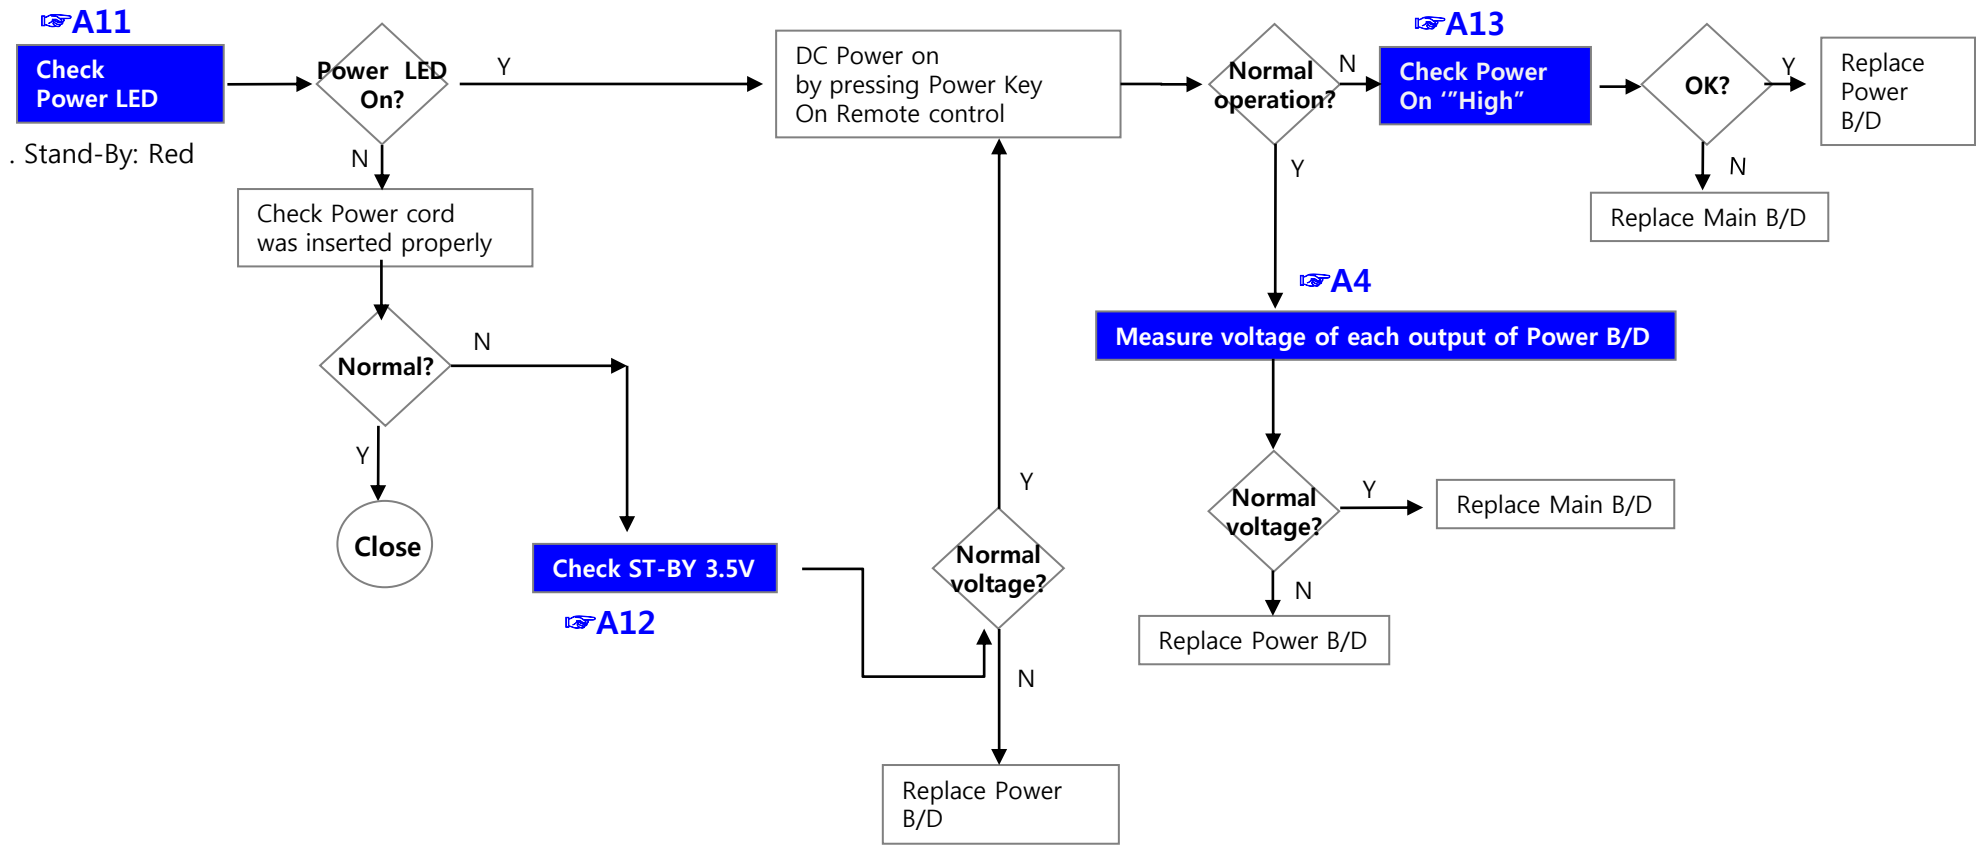 ☞A11
Check
Power LED
. Stand-By: Red
Power LED
On?
Y
N
Check Power cord
was inserted properly
Normal?
N
Y
Close
Check ST-BY 3.5V
☞A12
DC Power on
by pressing Power Key
On Remote control
Y
Normal
voltage?
N
Replace Power
B/D
Normal
operation?
N
Y
☞A13
Check Power
On ‘”High”
OK?
Y
Replace
Power
B/D
N
Replace Main B/D
☞A4
Measure voltage of each output of Power B/D
Normal
voltage?
Y
Replace Main B/D
N
Replace Power B/D